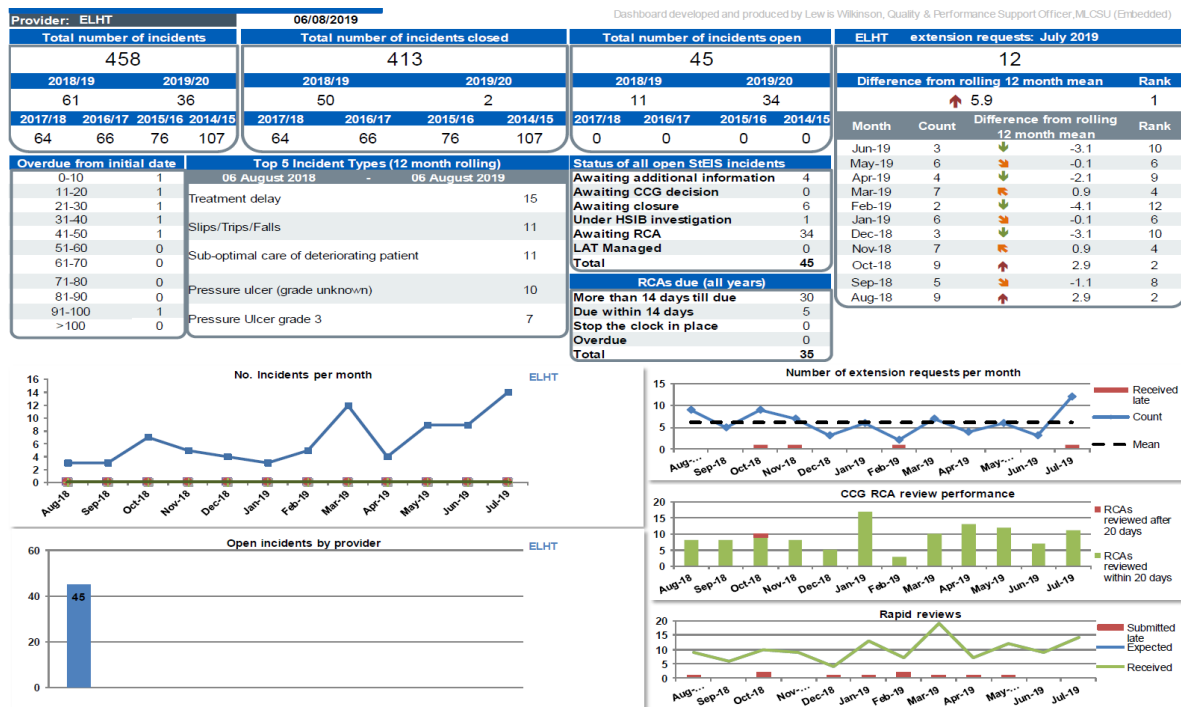 Provider: ELHT 06/08/2019
Dashboard developed and produced by Lewis Wilkinson, Quality & Performance Support Officer, MLCSU (Embedded)
Total number of incidents
458
2018/19 2019/20
61 36
2017/18 2016/17 2015/16 2014/15
64 66 76 107
Total number of incidents closed
413
2018/19 2019/20
50 2
2017/18 2016/17 2015/16 2014/15
64 66 76 107
Total number of incidents open
45
2018/19 2019/20
11 34
2017/18 2016/17 2015/16 2014/15
0 0 0 0
ELHT extension requests: July 2019
12
Difference from rolling 12 month mean Rank
5.9 1
Month Count Difference from rolling 12 month mean Rank
Jun-19 3 -3.1 10
May-19 6 -0.1 6
Apr-19 4 -2.1 9
Mar-19 7 0.9 4
Feb-19 2 -4.1 12
Jan-19 6 -0.1 6
Dec-18 3 -3.1 10
Nov-18 7 0.9 4
Oct-18 9 2.9 2
Sep-18 5 -1.1 8
Aug-18 9 2.9 2
Overdue from initial date
0-10 1
11-20 1
21-30 1
31-40 1
41-50 1
51-60 0
61-70 0
71-80 0
81-90 0
91-100 1
>100 0
Top 5 Incident Types (12 month rolling)
06 August 2018 - 06 August 2019
Treatment delay 15
Slips/Trips/Falls 11
Sub-optimal care of deteriorating patient 11
Pressure ulcer (grade unknown) 10
Pressure Ulcer grade 3 7
Status of all open StEIS incidents
Awaiting additional information 4
Awaiting CCG decision 0
Awaiting closure 6
Under HSIB investigation 1
Awaiting RCA 34
LAT Managed 0
Total 45
RCAs due (all years)
More than 14 days till due 30
Due within 14 days 5
Stop the clock in place 0
Overdue 0
Total 35
No. Incidents per month
ELHT
16
14
12
10
8
6
4
2
0
Aug-18 Sep-18 Oct-18 Nov-18 Dec-18 Jan-19 Feb-19 Mar-19 Apr-19 May-19 Jun-19 Jul-19
Open incidents by provider
ELHT
60
40
20
0
45
Number of extension requests per month
15
10
5
0
Aug-... Sep-18 Oct-18 Nov-18 Dec-18 Jan-19 Feb-19 Mar-19 Apr-19 May-... Jun-19 Jul-19
Received late
Count
Mean
CCG RCA review performance
20
15
10
5
0
Aug-18 Sep-18 Oct-18 Nov-18 Dec-18 Jan-19 Feb-19 Mar-19 Apr-19 May-19 Jun-19 Jul-19
RCAs reviewed after 20 days
RCAs reviewed within 20 days
Rapid reviews
20
15
10
5
0
Aug-... Sep-18 Oct-18 Nov-... Dec-18 Jan-19 Feb-19 Mar-19 Apr-19 May-... Jun-19 Jul-19
Submitted late
Expected
Received